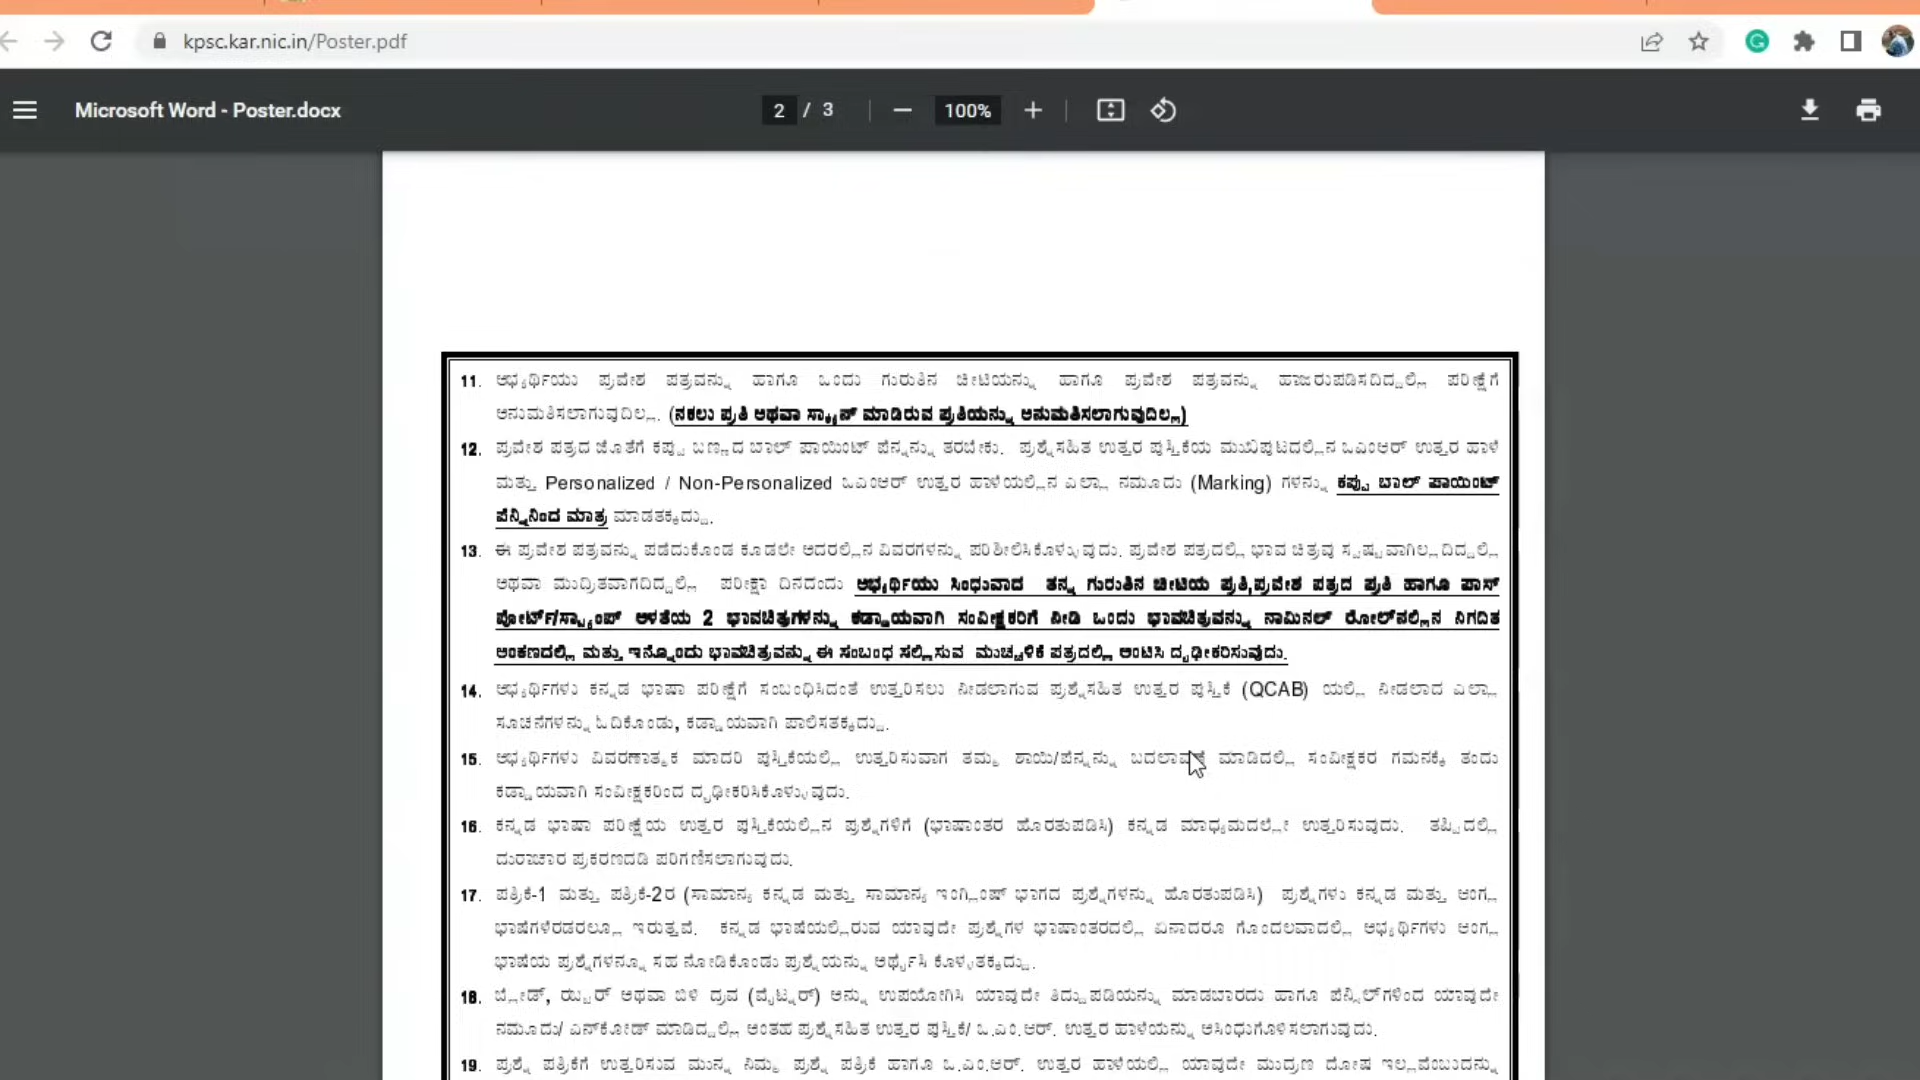 kpsc.kar.nic.in/Poster.pdf
Microsoft Word - Poster.docx
2 / 3
100%
11. ಅಭ್ಯರ್ಥಿಯು ಪ್ರವೇಶ ಪತ್ರವನ್ನು ಹಾಗೂ ಒಂದು ಗುರುತಿನ ಚೀಟಿಯನ್ನು ಹಾಗೂ ಪ್ರವೇಶ ಪತ್ರವನ್ನು ಹಾಜರುಪಡಿಸದಿದ್ದಲ್ಲಿ ಪರೀಕ್ಷೆಗೆ
ಅನುಮತಿಸಲಾಗುವುದಿಲ್ಲ. (ನಕಲು ಪ್ರತಿ ಅಥವಾ ಸ್ಕ್ಯಾನ್ ಮಾಡಿರುವ ಪ್ರತಿಯನ್ನು ಅನುಮತಿಸಲಾಗುವುದಿಲ್ಲ)
12. ಪ್ರವೇಶ ಪತ್ರದ ಜೊತೆಗೆ ಕಪ್ಪು ಬಣ್ಣದ ಬಾಲ್ ಪಾಯಿಂಟ್ ಪೆನ್ನನ್ನು ತರಬೇಕು. ಪ್ರಶ್ನೆಸಹಿತ ಉತ್ತರ ಪುಸ್ತಿಕೆಯ ಮುಖಪುಟದಲ್ಲಿನ ಒಎಂಆರ್ ಉತ್ತರ ಹಾಳೆ
ಮತ್ತು Personalized / Non-Personalized ಒಎಂಆರ್ ಉತ್ತರ ಹಾಳೆಯಲ್ಲಿನ ಎಲ್ಲಾ ನಮೂದು (Marking) ಗಳನ್ನು ಕಪ್ಪು ಬಾಲ್ ಪಾಯಿಂಟ್
ಪೆನ್ನಿನಿಂದ ಮಾತ್ರ ಮಾಡತಕ್ಕದ್ದು.
13. ಈ ಪ್ರವೇಶ ಪತ್ರವನ್ನು ಪಡೆದುಕೊಂಡ ಕೂಡಲೇ ಅದರಲ್ಲಿನ ವಿವರಗಳನ್ನು ಪರಿಶೀಲಿಸಿಕೊಳ್ಳುವುದು. ಪ್ರವೇಶ ಪತ್ರದಲ್ಲಿ ಭಾವ ಚಿತ್ರವು ಸ್ಪಷ್ಟವಾಗಿಲ್ಲದಿದ್ದಲ್ಲಿ
ಅಥವಾ ಮುದ್ರಿತವಾಗದಿದ್ದಲ್ಲಿ ಪರೀಕ್ಷಾ ದಿನದಂದು ಅಭ್ಯರ್ಥಿಯು ಸಿಂಧುವಾದ ತನ್ನ ಗುರುತಿನ ಚೀಟಿಯ ಪ್ರತಿ,ಪ್ರವೇಶ ಪತ್ರದ ಪ್ರತಿ ಹಾಗೂ ಪಾಸ್
ಪೋರ್ಟ್/ಸ್ಟ್ಯಾಂಪ್ ಅಳತೆಯ 2 ಭಾವಚಿತ್ರಗಳನ್ನು ಕಡ್ಡಾಯವಾಗಿ ಸಂವೀಕ್ಷಕರಿಗೆ ನೀಡಿ ಒಂದು ಭಾವಚಿತ್ರವನ್ನು ನಾಮಿನಲ್ ರೋಲ್‌ನಲ್ಲಿನ ನಿಗದಿತ
ಅಂಕಣದಲ್ಲಿ ಮತ್ತು ಇನ್ನೊಂದು ಭಾವಚಿತ್ರವನ್ನು ಈ ಸಂಬಂಧ ಸಲ್ಲಿಸುವ ಮುಚ್ಚಳಿಕೆ ಪತ್ರದಲ್ಲಿ ಅಂಟಿಸಿ ದೃಢೀಕರಿಸುವುದು.
14. ಅಭ್ಯರ್ಥಿಗಳು ಕನ್ನಡ ಭಾಷಾ ಪರೀಕ್ಷೆಗೆ ಸಂಬಂಧಿಸಿದಂತೆ ಉತ್ತರಿಸಲು ನೀಡಲಾಗುವ ಪ್ರಶ್ನೆಸಹಿತ ಉತ್ತರ ಪುಸ್ತಿಕೆ (QCAB) ಯಲ್ಲಿ ನೀಡಲಾದ ಎಲ್ಲಾ
ಸೂಚನೆಗಳನ್ನು ಓದಿಕೊಂಡು, ಕಡ್ಡಾಯವಾಗಿ ಪಾಲಿಸತಕ್ಕದ್ದು.
15. ಅಭ್ಯರ್ಥಿಗಳು ವಿವರಣಾತ್ಮಕ ಮಾದರಿ ಪುಸ್ತಿಕೆಯಲ್ಲಿ ಉತ್ತರಿಸುವಾಗ ತಮ್ಮ ಶಾಯಿ/ಪೆನ್ನನ್ನು ಬದಲಾವಣೆ ಮಾಡಿದಲ್ಲಿ ಸಂವೀಕ್ಷಕರ ಗಮನಕ್ಕೆ ತಂದು
ಕಡ್ಡಾಯವಾಗಿ ಸಂವೀಕ್ಷಕರಿಂದ ದೃಢೀಕರಿಸಿಕೊಳ್ಳುವುದು.
16. ಕನ್ನಡ ಭಾಷಾ ಪರೀಕ್ಷೆಯ ಉತ್ತರ ಪುಸ್ತಿಕೆಯಲ್ಲಿನ ಪ್ರಶ್ನೆಗಳಿಗೆ (ಭಾಷಾಂತರ ಹೊರತುಪಡಿಸಿ) ಕನ್ನಡ ಮಾಧ್ಯಮದಲ್ಲೇ ಉತ್ತರಿಸುವುದು. ತಪ್ಪಿದಲ್ಲಿ
ದುರಾಚಾರ ಪ್ರಕರಣದಡಿ ಪರಿಗಣಿಸಲಾಗುವುದು.
17. ಪತ್ರಿಕೆ-1 ಮತ್ತು ಪತ್ರಿಕೆ-2ರ (ಸಾಮಾನ್ಯ ಕನ್ನಡ ಮತ್ತು ಸಾಮಾನ್ಯ ಇಂಗ್ಲಿಂಷ್ ಭಾಗದ ಪ್ರಶ್ನೆಗಳನ್ನು ಹೊರತುಪಡಿಸಿ) ಪ್ರಶ್ನೆಗಳು ಕನ್ನಡ ಮತ್ತು ಆಂಗ್ಲ
ಭಾಷೆಗಳೆರಡರಲ್ಲೂ ಇರುತ್ತವೆ. ಕನ್ನಡ ಭಾಷೆಯಲ್ಲಿರುವ ಯಾವುದೇ ಪ್ರಶ್ನೆಗಳ ಭಾಷಾಂತರದಲ್ಲಿ ಏನಾದರೂ ಗೊಂದಲವಾದಲ್ಲಿ ಅಭ್ಯರ್ಥಿಗಳು ಆಂಗ್ಲ
ಭಾಷೆಯ ಪ್ರಶ್ನೆಗಳನ್ನೂ ಸಹ ನೋಡಿಕೊಂಡು ಪ್ರಶ್ನೆಯನ್ನು ಅರ್ಥೈಸಿ ಕೊಳ್ಳತಕ್ಕದ್ದು.
18. ಬ್ಲೇಡ್, ರಬ್ಬರ್ ಅಥವಾ ಬಿಳಿ ದ್ರವ (ವೈಟ್ನರ್) ಅನ್ನು ಉಪಯೋಗಿಸಿ ಯಾವುದೇ ತಿದ್ದುಪಡಿಯನ್ನು ಮಾಡಬಾರದು ಹಾಗೂ ಪೆನ್ಸಿಲ್‌ಗಳಿಂದ ಯಾವುದೇ
ನಮೂದು/ ಎನ್‌ಕೋಡ್ ಮಾಡಿದ್ದಲ್ಲಿ ಅಂತಹ ಪ್ರಶ್ನೆಸಹಿತ ಉತ್ತರ ಪುಸ್ತಿಕೆ/ ಒ.ಎಂ.ಆರ್. ಉತ್ತರ ಹಾಳೆಯನ್ನು ಅಸಿಂಧುಗೊಳಿಸಲಾಗುವುದು.
19. ಪ್ರಶ್ನೆ ಪತ್ರಿಕೆಗೆ ಉತ್ತರಿಸುವ ಮುನ್ನ ನಿಮ್ಮ ಪ್ರಶ್ನೆ ಪತ್ರಿಕೆ ಹಾಗೂ ಒ.ಎಂ.ಆರ್. ಉತ್ತರ ಹಾಳೆಯಲ್ಲಿ ಯಾವುದೇ ಮುದ್ರಣ ದೋಷ ಇಲ್ಲವೆಂಬುದನ್ನು